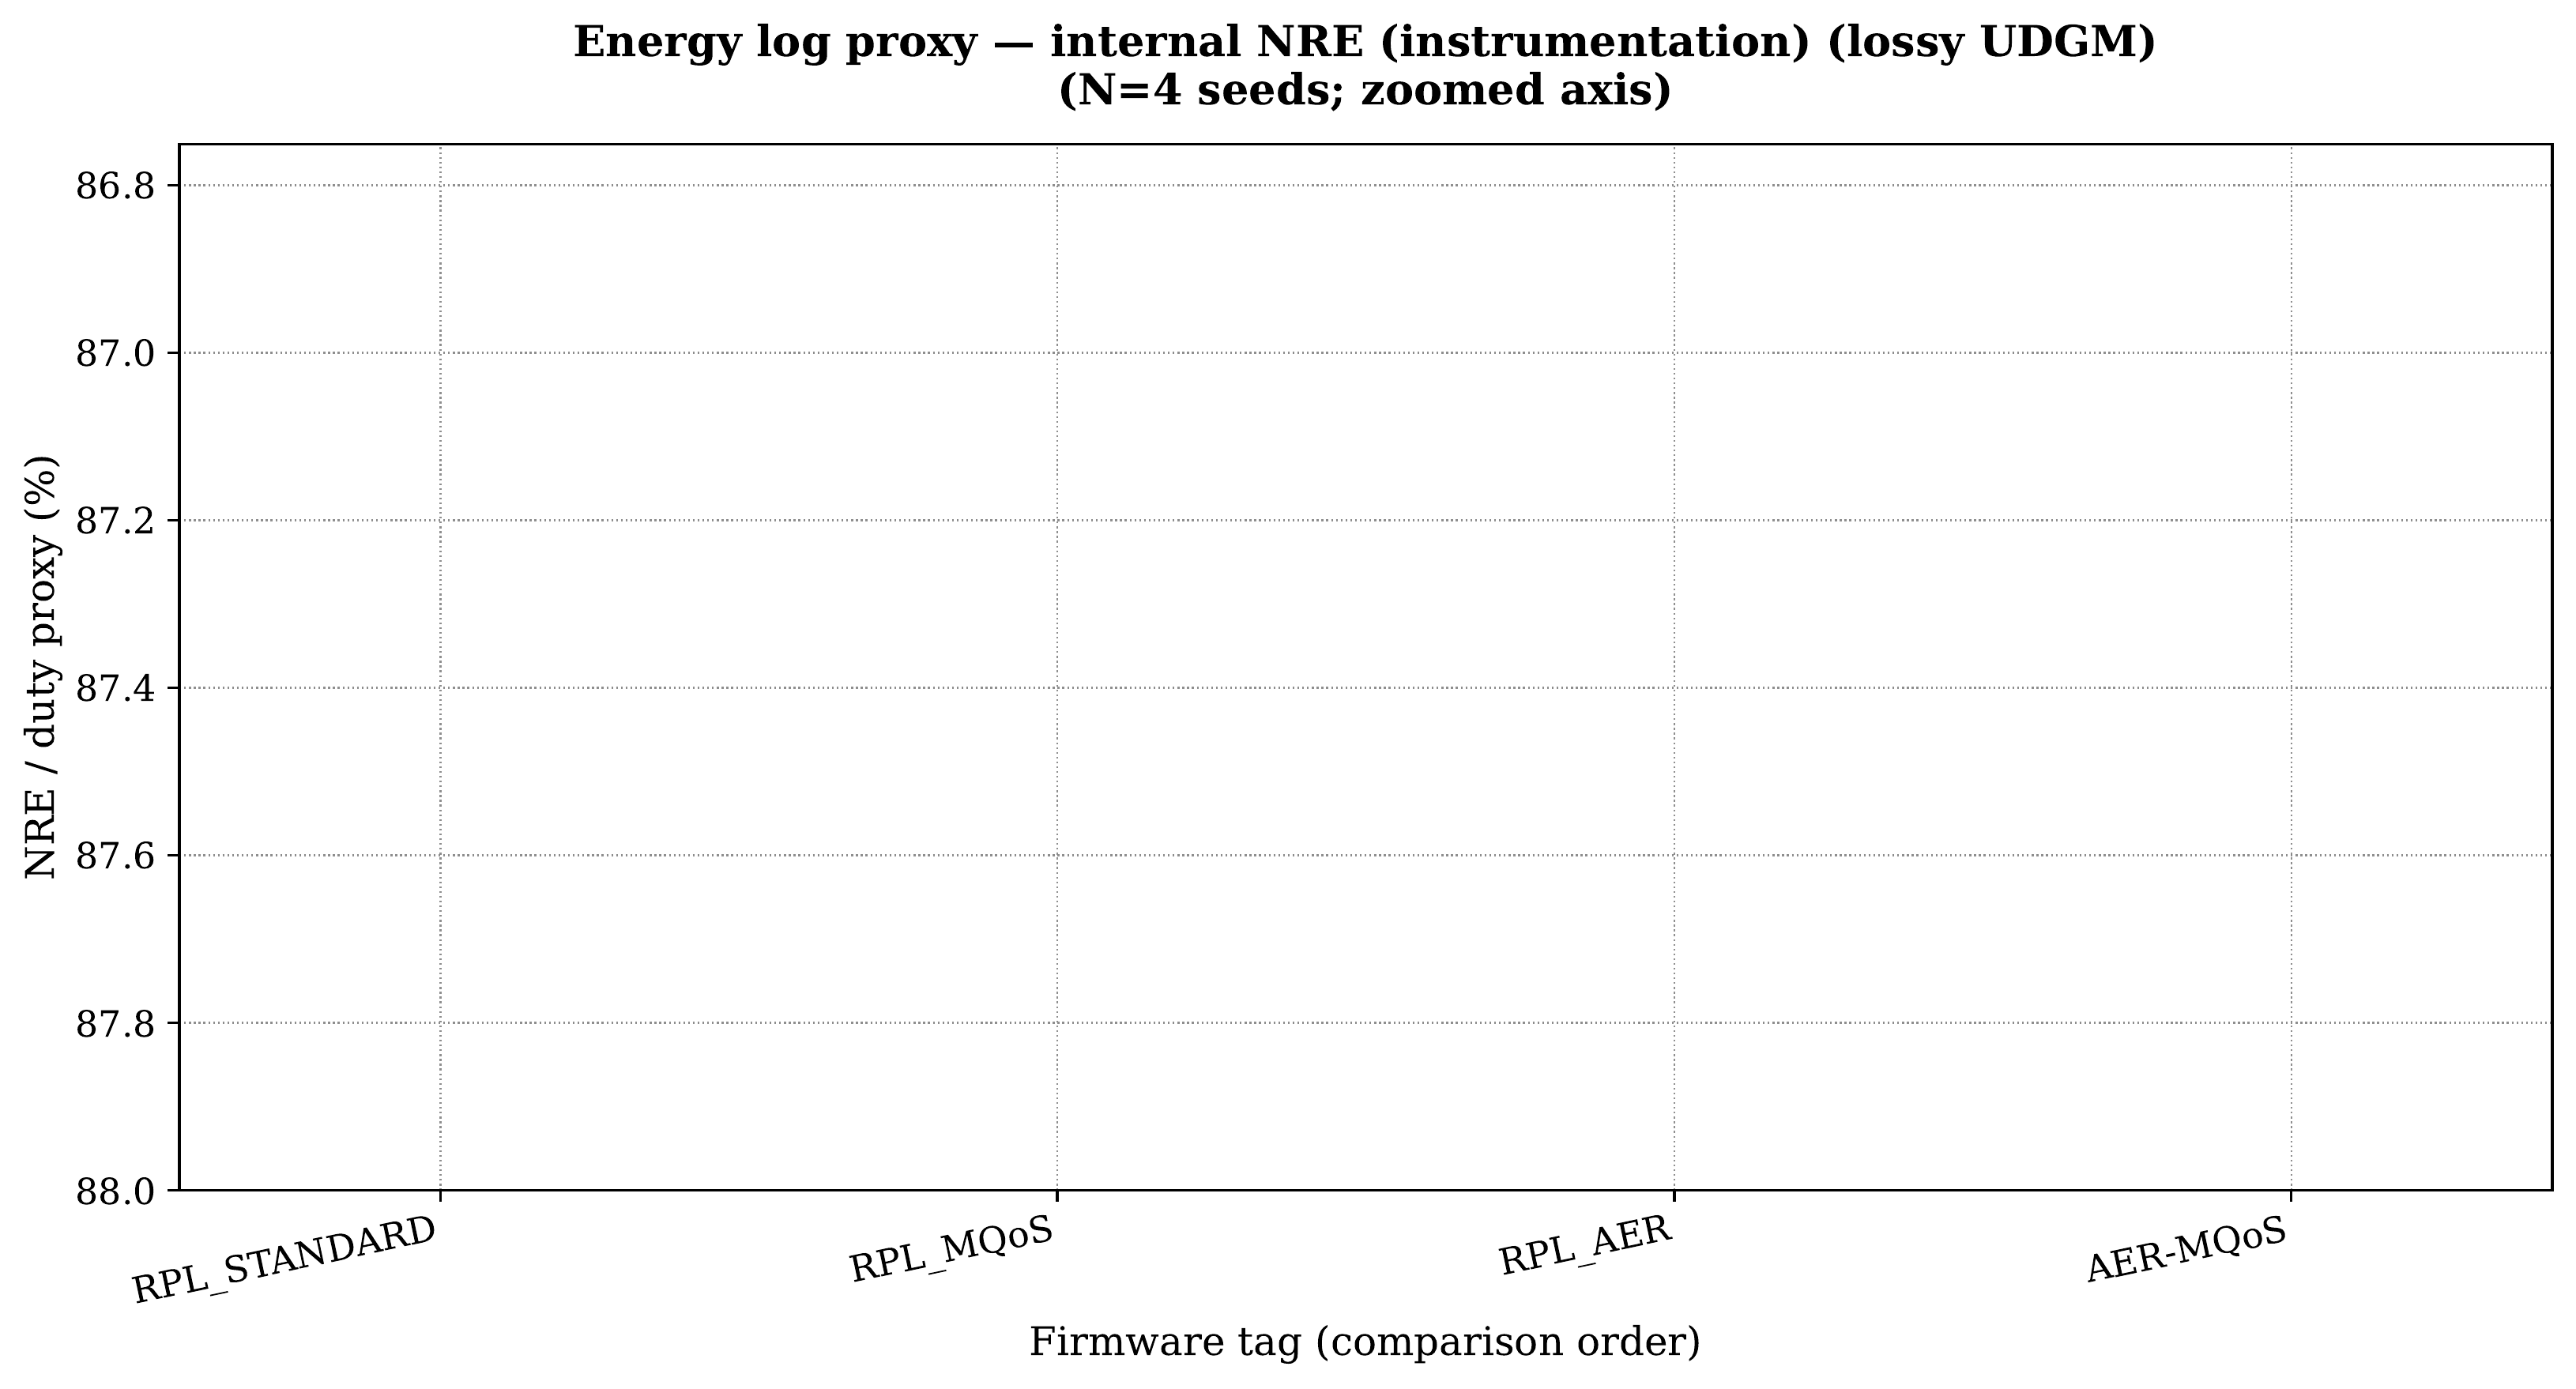 Energy log proxy — internal NRE (instrumentation) (lossy UDGM)
(N=4 seeds; zoomed axis)
NRE / duty proxy (%)
86.8
87.0
87.2
87.4
87.6
87.8
88.0
RPL_STANDARD
RPL_MQoS
RPL_AER
AER-MQoS
Firmware tag (comparison order)